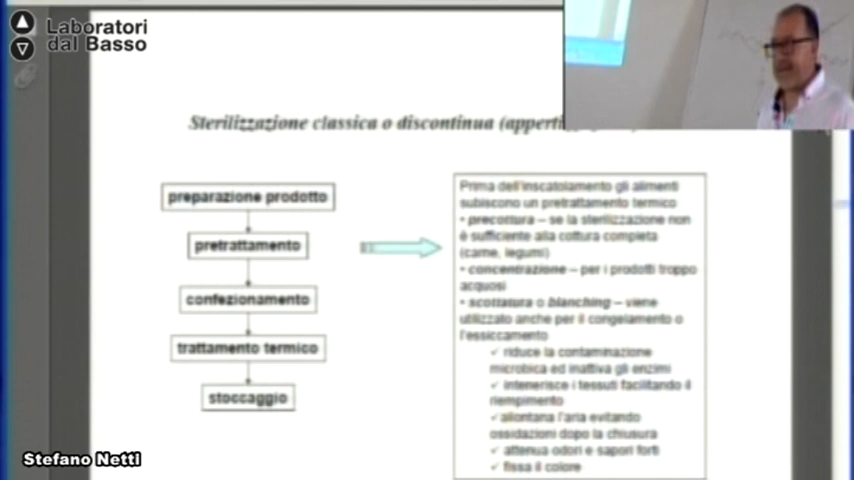 Laboratori
dal Basso
Sterilizzazione classica o discontinua
preparazione prodotto
pretrattamento
confezionamento
trattamento termico
stoccaggio
Prima dell'inscatolamento gli alimenti
subiscono un pretrattamento termico
• precottura – se la sterilizzazione non
è sufficiente alla cottura completa
(carne, legumi)
• concentrazione – per i prodotti troppo
acquosi
• scottatura o blanching – viene
utilizzato anche per il congelamento o
l'essiccamento
✓ riduce la contaminazione
microbica ed inattiva gli enzimi
✓ intenerisce i tessuti facilitando il
riempimento
✓ allontana l'aria evitando
ossidazioni dopo la chiusura
✓ attenua odori e sapori forti
✓ fissa il colore
Stefano Netti